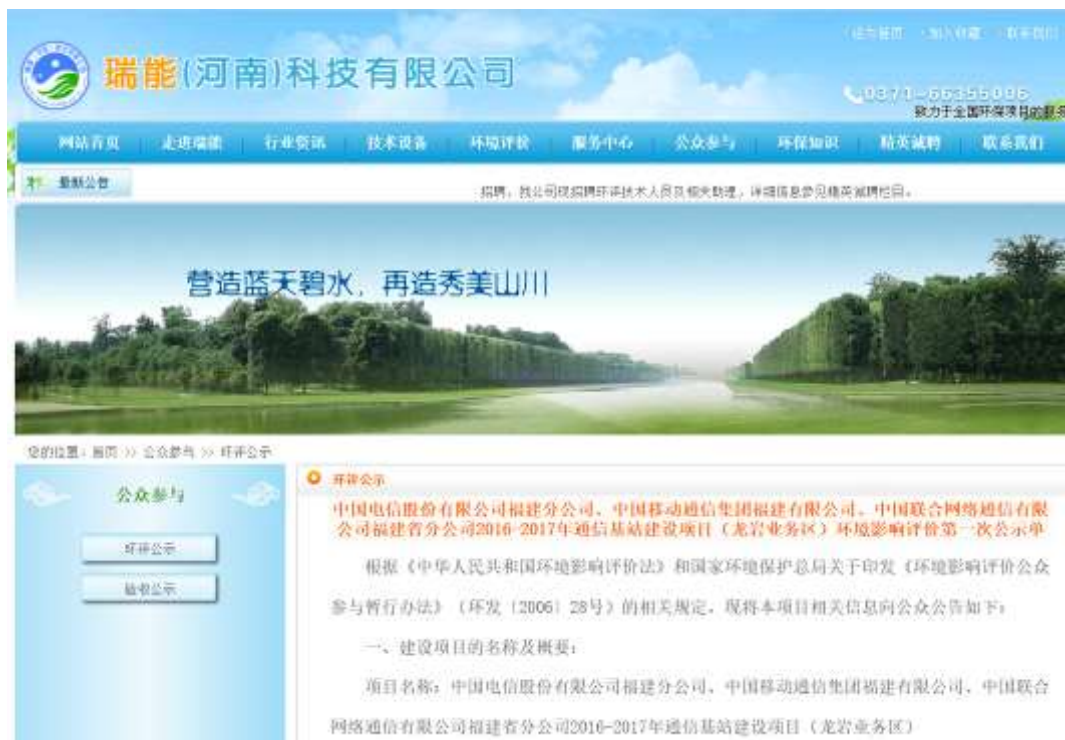 设为首页 加入收藏 联系我们
瑞能(河南)科技有限公司
0371-66355096
致力于全国环保项目的服务
网站首页 走进瑞能 行业资讯 技术设备 环境评价 服务中心 公众参与 环保知识 精英诚聘 联系我们
最新公告
招聘，我公司现招聘环评技术人员及相关助理，详细信息参见精英诚聘栏目。
营造蓝天碧水，再造秀美山川
您的位置：首页 >> 公众参与 >> 环评公示
公众参与
环评公示
验收公示
环评公示
中国电信股份有限公司福建分公司、中国移动通信集团福建有限公司、中国联合网络通信有限
公司福建省分公司2016-2017年通信基站建设项目（龙岩业务区）环境影响评价第一次公示单
根据《中华人民共和国环境影响评价法》和国家环境保护总局关于印发《环境影响评价公众
参与暂行办法》（环发〔2006〕28号）的相关规定，现将本项目相关信息向公众公告如下：
一、建设项目的名称及概要：
项目名称：中国电信股份有限公司福建分公司、中国移动通信集团福建有限公司、中国联合
网络通信有限公司福建省分公司2016-2017年通信基站建设项目（龙岩业务区）